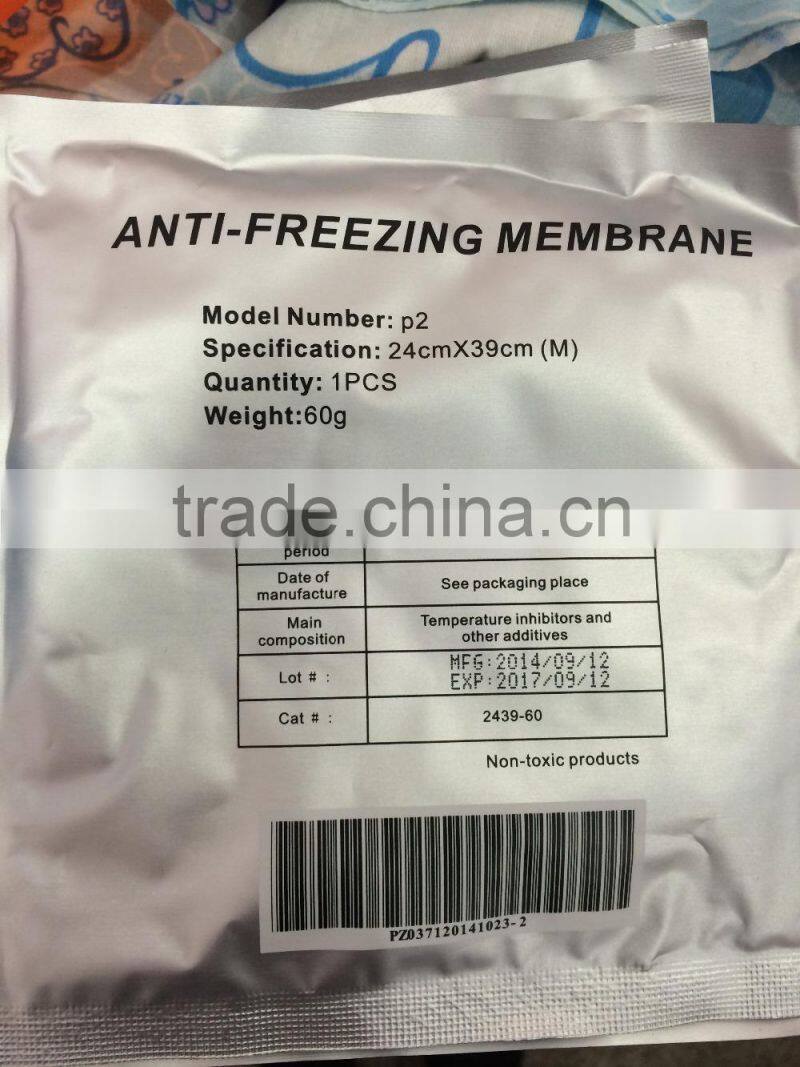 ANTI-FREEZING MEMBRANE
Model Number: p2
Specification: 24cmX39cm (M)
Quantity: 1PCS
Weight:60g
trade.china.cn
period
Date of
manufacture
See packaging place
Main
composition
Temperature inhibitors and
other additives
Lot # :
MFG:2014/09/12
EXP:2017/09/12
Cat # :
2439-60
Non-toxic products
PZ037120141023-2